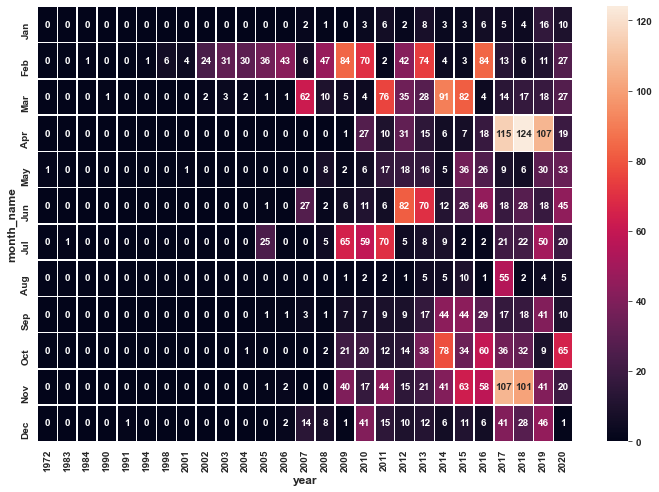 Jan 0 0 0 0 0 0 0 0 0 0 0 0 0 2 1 0 3 6 2 8 3 3 6 5 4 16 10
Feb 0 0 1 0 0 1 6 4 24 31 30 36 43 6 47 84 70 2 42 74 4 3 84 13 6 11 27
Mar 0 0 0 1 0 0 0 0 2 3 2 1 1 62 10 5 4 76 35 28 91 82 4 14 17 18 27
Apr 0 0 0 0 0 0 0 0 0 0 0 0 0 0 0 1 27 10 31 15 6 7 18 115 124 107 19
May 1 0 0 0 0 0 0 1 0 0 0 0 0 0 8 2 6 17 18 16 5 36 26 9 6 30 33
Jun 0 0 0 0 0 0 0 0 0 0 0 1 0 27 2 6 11 6 82 70 12 26 46 18 28 18 45
Jul 0 1 0 0 0 0 0 0 0 0 0 25 0 0 5 65 59 70 5 8 9 2 2 21 22 50 20
Aug 0 0 0 0 0 0 0 0 0 0 0 0 0 0 0 1 2 2 1 5 5 10 1 55 2 4 5
Sep 0 0 0 0 0 0 0 0 0 0 0 1 1 3 1 7 7 9 9 17 44 44 29 17 18 41 10
Oct 0 0 0 0 0 0 0 0 0 0 1 0 0 0 2 21 20 12 14 38 78 34 60 36 32 9 65
Nov 0 0 0 0 0 0 0 0 0 0 0 1 2 0 0 40 17 44 15 21 41 63 58 107 101 41 20
Dec 0 0 0 0 1 0 0 0 0 0 0 0 0 14 8 1 41 15 10 12 6 11 6 41 28 46 1
1972 1983 1984 1990 1991 1994 1998 2001 2002 2003 2004 2005 2006 2007 2008 2009 2010 2011 2012 2013 2014 2015 2016 2017 2018 2019 2020
year
month_name
120
100
80
60
40
20
0